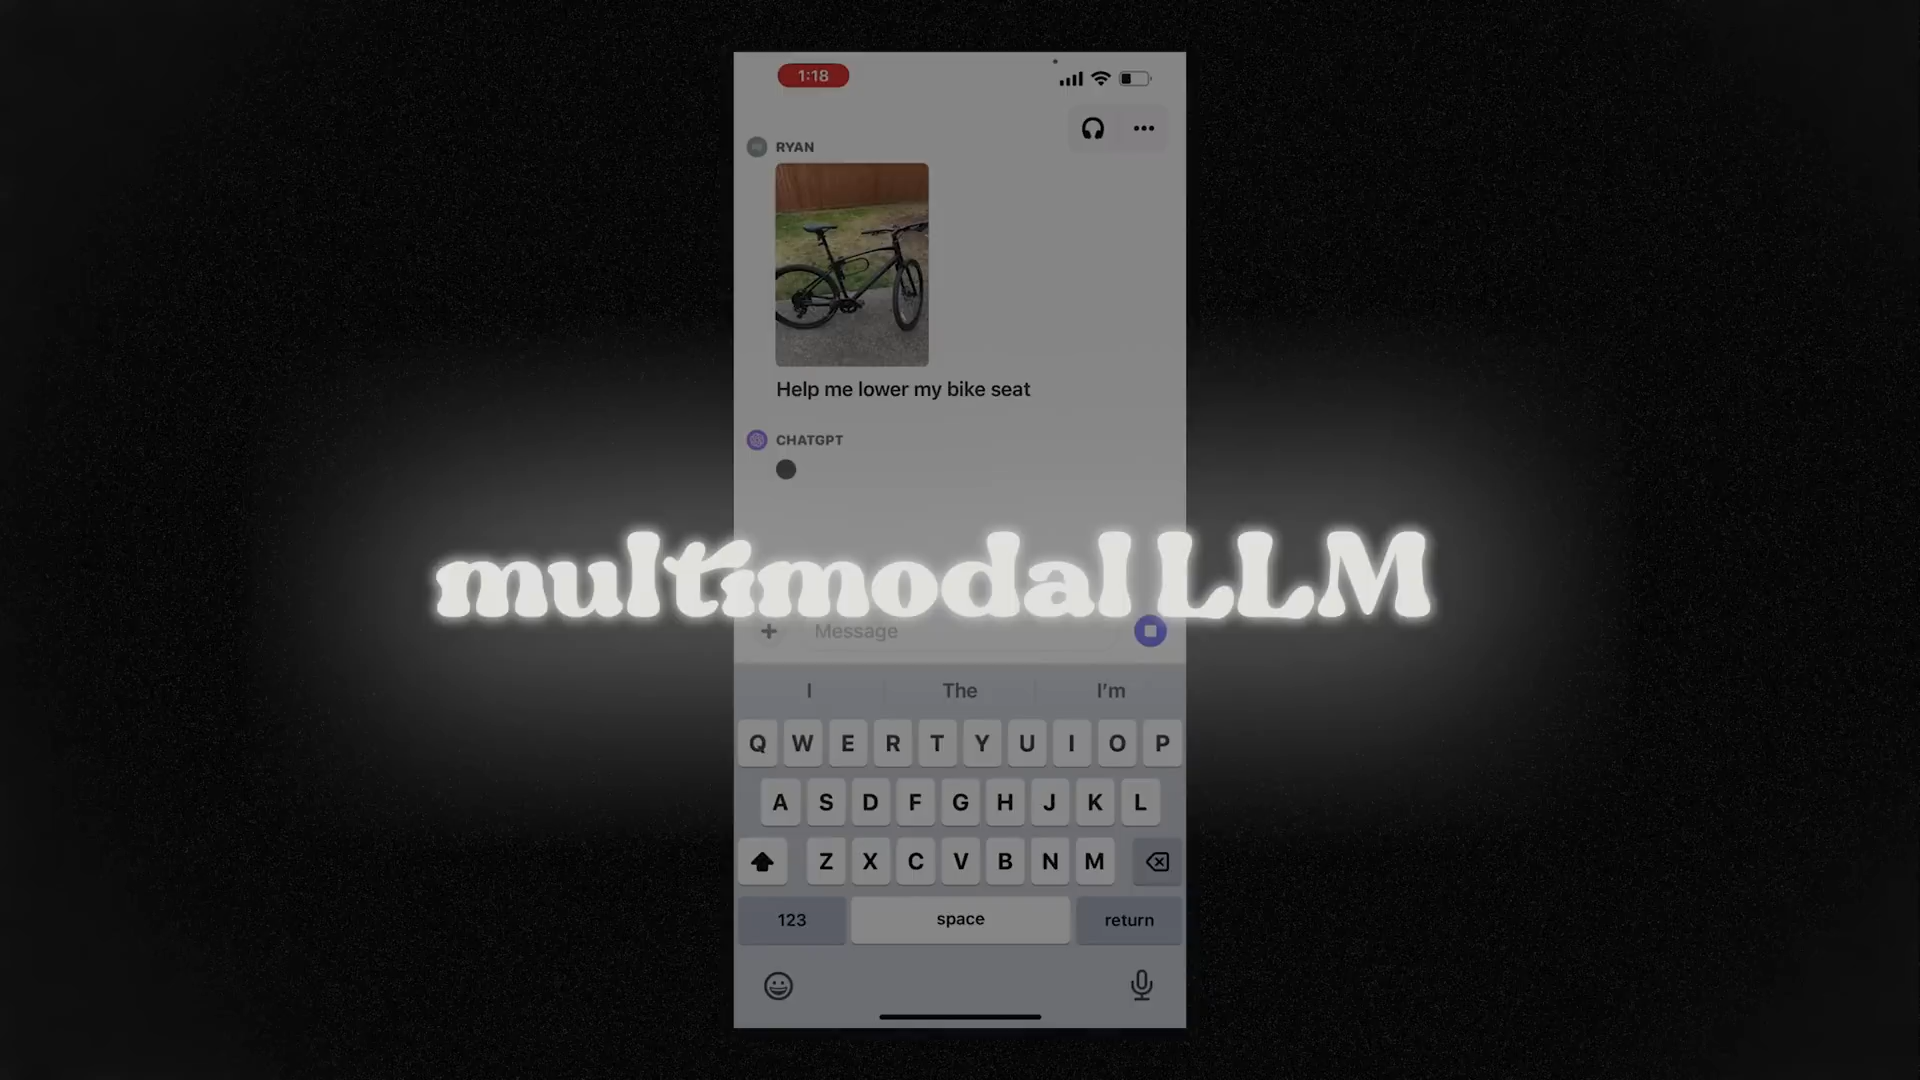 1:18
RYAN
Help me lower my bike seat
CHATGPT
multimodal LLM
Message
I The I'm
Q W E R T Y U I O P
A S D F G H J K L
Z X C V B N M
123 space return